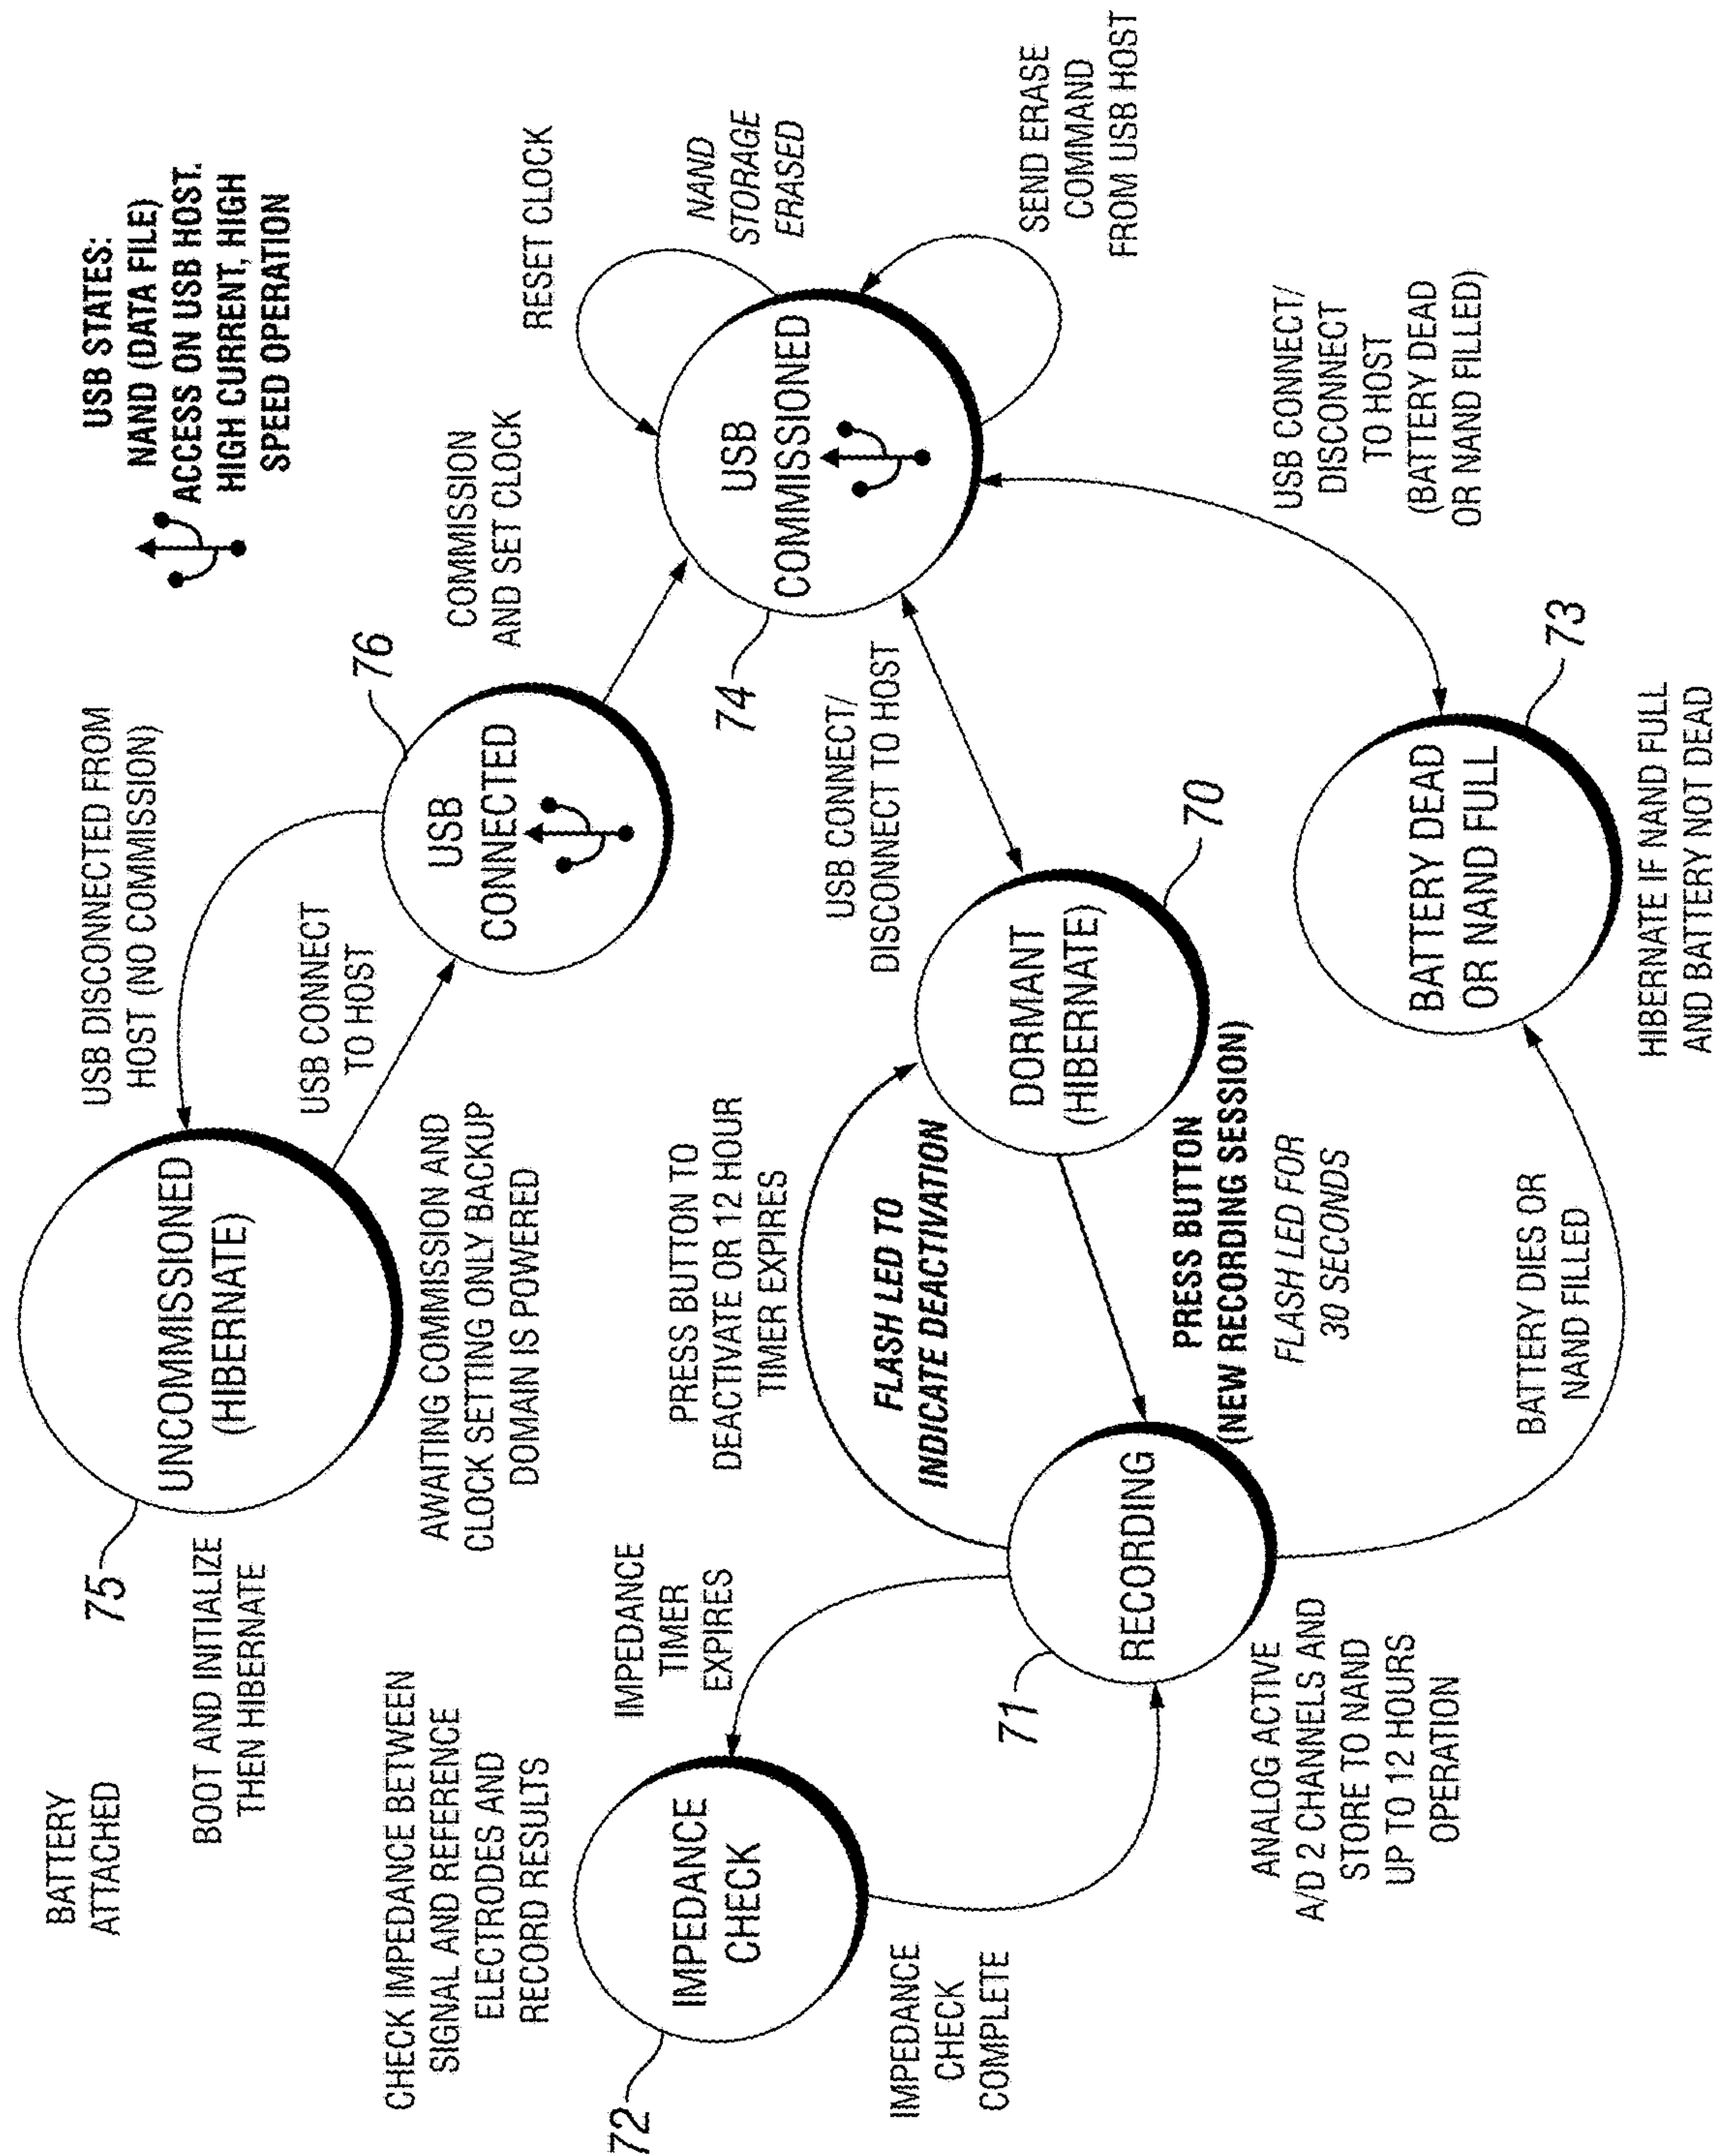 BATTERY
ATTACHED
75
BOOT AND INITIALIZE
THEN HIBERNATE
UNCOMMISSIONED
(HIBERNATE)
AWAITING COMMISSION AND
CLOCK SETTING ONLY BACKUP
DOMAIN IS POWERED
USB DISCONNECTED FROM
HOST (NO COMMISSION)
USB CONNECT
TO HOST
76
USB
CONNECTED
USB STATES:
NAND (DATA FILE)
ACCESS ON USB HOST.
HIGH CURRENT, HIGH
SPEED OPERATION
COMMISSION
AND SET CLOCK
RESET CLOCK
NAND
STORAGE
ERASED
USB
COMMISSIONED
74
SEND ERASE
COMMAND
FROM USB HOST
CHECK IMPEDANCE BETWEEN
SIGNAL AND REFERENCE
ELECTRODES AND
RECORD RESULTS
IMPEDANCE
TIMER
EXPIRES
72
IMPEDANCE
CHECK
IMPEDANCE
CHECK
COMPLETE
PRESS BUTTON TO
DEACTIVATE OR 12 HOUR
TIMER EXPIRES
FLASH LED TO
INDICATE DEACTIVATION
USB CONNECT/
DISCONNECT TO HOST
71
RECORDING
DORMANT
(HIBERNATE)
70
PRESS BUTTON
(NEW RECORDING SESSION)
FLASH LED FOR
30 SECONDS
ANALOG ACTIVE
A/D 2 CHANNELS AND
STORE TO NAND
UP TO 12 HOURS
OPERATION
BATTERY DIES OR
NAND FILLED
USB CONNECT/
DISCONNECT
TO HOST
(BATTERY DEAD
OR NAND FILLED)
BATTERY DEAD
OR NAND FULL
73
HIBERNATE IF NAND FULL
AND BATTERY NOT DEAD